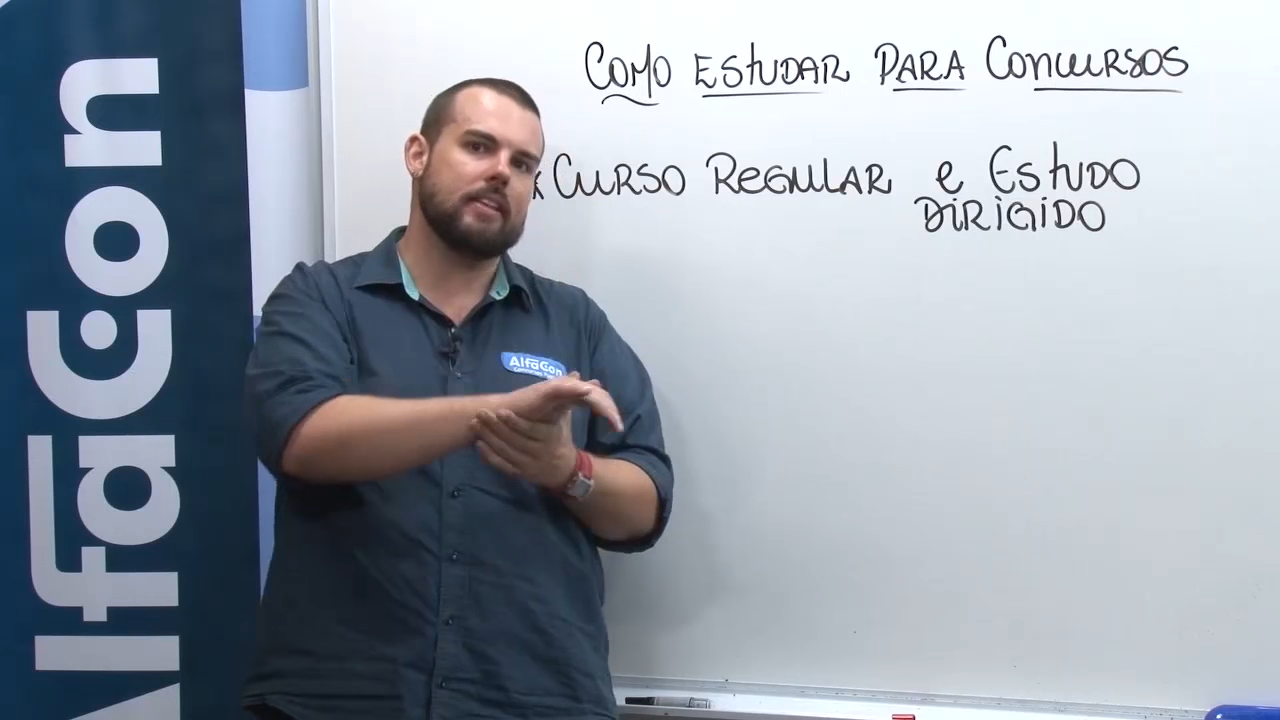 COMO ESTUDAR PARA CONCURSOS
CURSO REGULAR e ESTUDO
DIRIGIDO
AlfaCon
AlfaCon